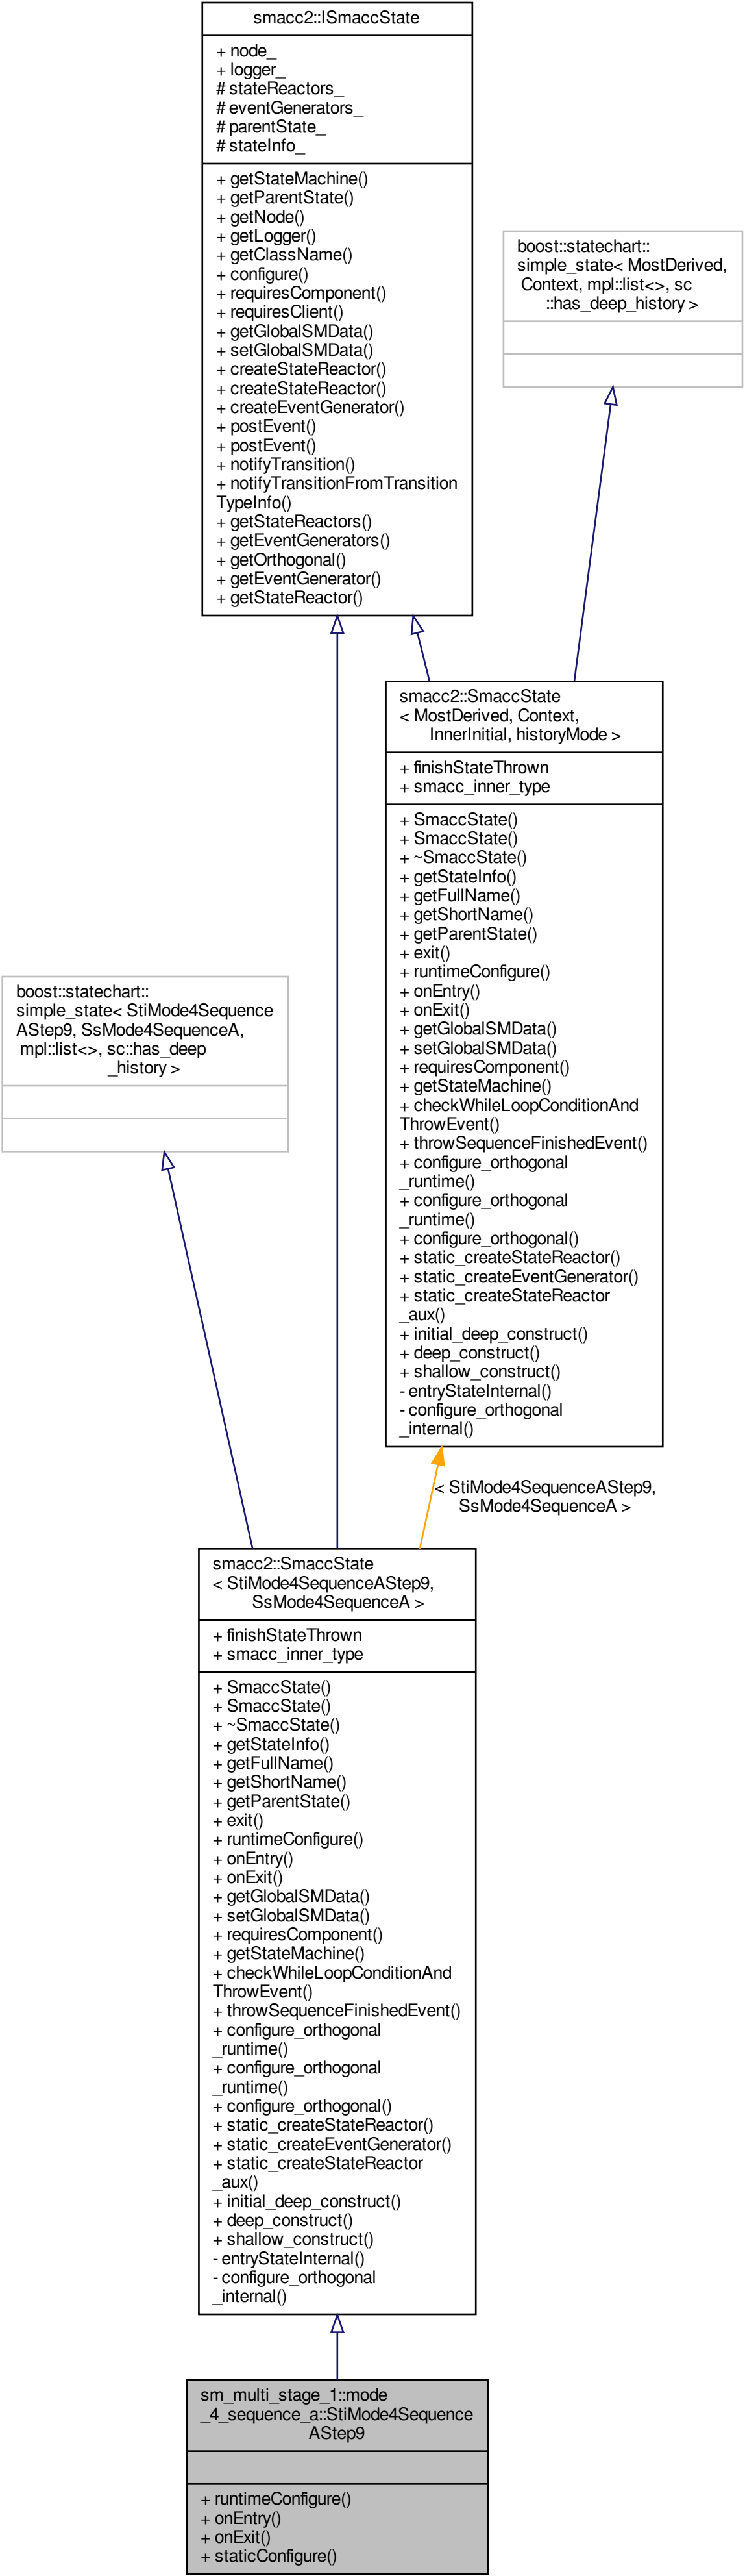 smacc2::ISmaccState
+ node_
+ logger_
# stateReactors_
# eventGenerators_
# parentState_
# stateInfo_
+ getStateMachine()
+ getParentState()
+ getNode()
+ getLogger()
+ getClassName()
+ configure()
+ requiresComponent()
+ requiresClient()
+ getGlobalSMData()
+ setGlobalSMData()
+ createStateReactor()
+ createStateReactor()
+ createEventGenerator()
+ postEvent()
+ postEvent()
+ notifyTransition()
+ notifyTransitionFromTransition
TypeInfo()
+ getStateReactors()
+ getEventGenerators()
+ getOrthogonal()
+ getEventGenerator()
+ getStateReactor()
boost::statechart::
simple_state< MostDerived,
Context, mpl::list<>, sc
::has_deep_history >
smacc2::SmaccState
< MostDerived, Context,
InnerInitial, historyMode >
+ finishStateThrown
+ smacc_inner_type
+ SmaccState()
+ SmaccState()
+ ~SmaccState()
+ getStateInfo()
+ getFullName()
+ getShortName()
+ getParentState()
+ exit()
+ runtimeConfigure()
+ onEntry()
+ onExit()
+ getGlobalSMData()
+ setGlobalSMData()
+ requiresComponent()
+ getStateMachine()
+ checkWhileLoopConditionAnd
ThrowEvent()
+ throwSequenceFinishedEvent()
+ configure_orthogonal
_runtime()
+ configure_orthogonal
_runtime()
+ configure_orthogonal()
+ static_createStateReactor()
+ static_createEventGenerator()
+ static_createStateReactor
_aux()
+ initial_deep_construct()
+ deep_construct()
+ shallow_construct()
- entryStateInternal()
- configure_orthogonal
_internal()
boost::statechart::
simple_state< StiMode4Sequence
AStep9, SsMode4SequenceA,
mpl::list<>, sc::has_deep
_history >
< StiMode4SequenceAStep9,
SsMode4SequenceA >
smacc2::SmaccState
< StiMode4SequenceAStep9,
SsMode4SequenceA >
+ finishStateThrown
+ smacc_inner_type
+ SmaccState()
+ SmaccState()
+ ~SmaccState()
+ getStateInfo()
+ getFullName()
+ getShortName()
+ getParentState()
+ exit()
+ runtimeConfigure()
+ onEntry()
+ onExit()
+ getGlobalSMData()
+ setGlobalSMData()
+ requiresComponent()
+ getStateMachine()
+ checkWhileLoopConditionAnd
ThrowEvent()
+ throwSequenceFinishedEvent()
+ configure_orthogonal
_runtime()
+ configure_orthogonal
_runtime()
+ configure_orthogonal()
+ static_createStateReactor()
+ static_createEventGenerator()
+ static_createStateReactor
_aux()
+ initial_deep_construct()
+ deep_construct()
+ shallow_construct()
- entryStateInternal()
- configure_orthogonal
_internal()
sm_multi_stage_1::mode
_4_sequence_a::StiMode4Sequence
AStep9
+ runtimeConfigure()
+ onEntry()
+ onExit()
+ staticConfigure()